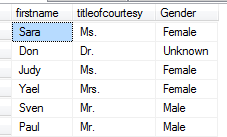 firstname titleofcourtesy Gender
Sara Ms. Female
Don Dr. Unknown
Judy Ms. Female
Yael Mrs. Female
Sven Mr. Male
Paul Mr. Male